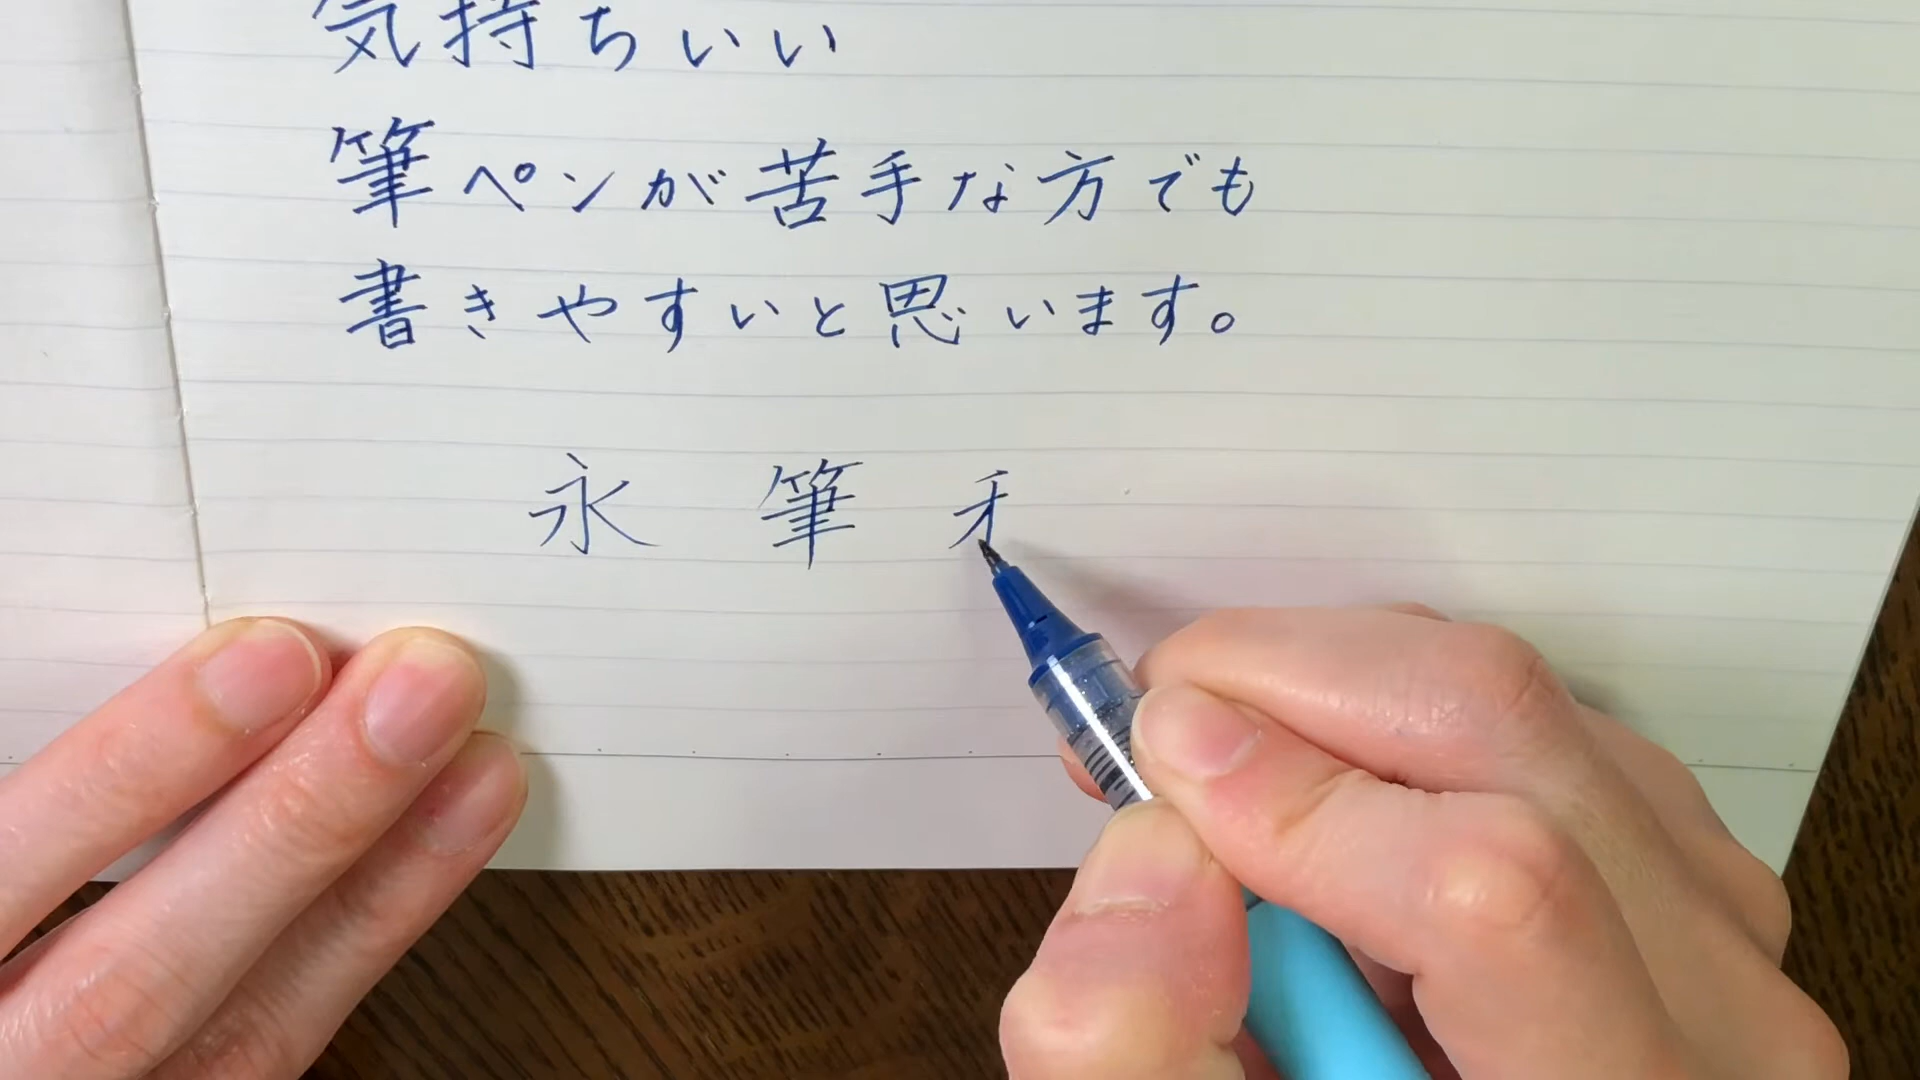 気持ちいい
筆ペンが苦手な方でも
書きやすいと思います。
永 筆